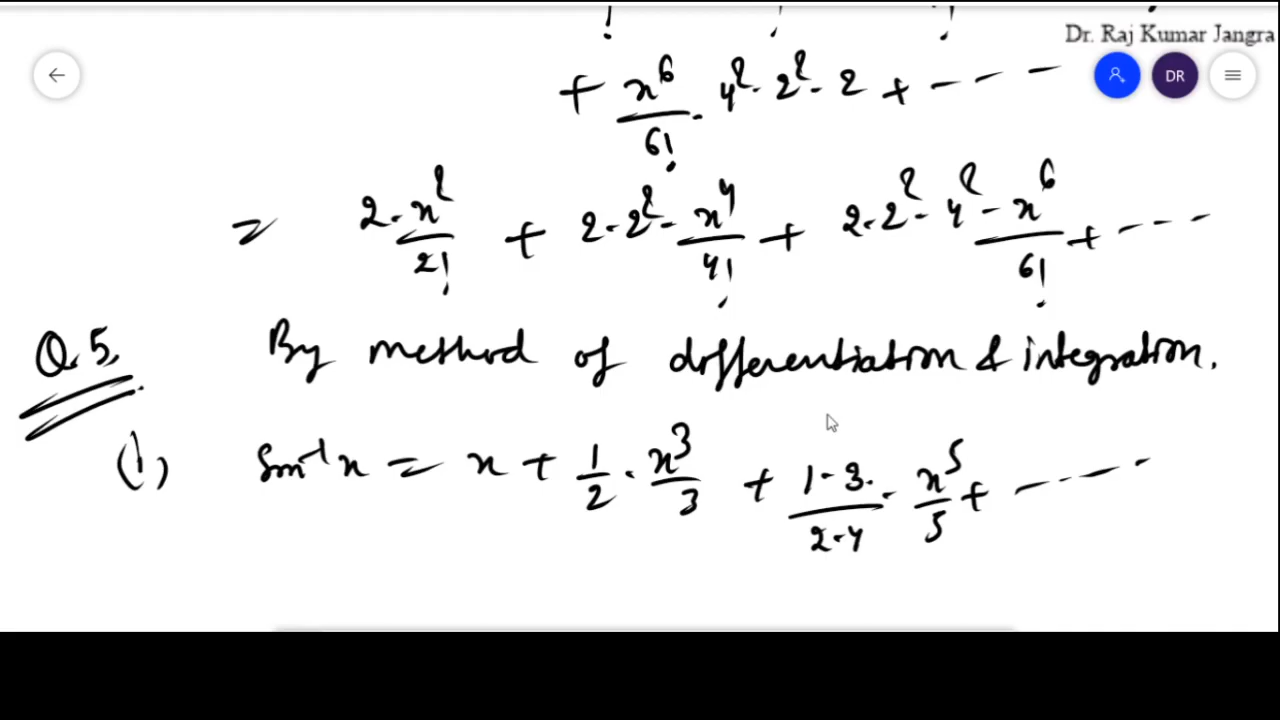 Dr. Raj Kumar Jangra
DR
+ x^6/6! · 4^2 · 2^2 · 2 + ----
= 2·x^2/2! + 2·2^2·x^4/4! + 2·2^2·4^2·x^6/6! + ----
Q.5. By method of differentiation & integration.
(i) Sin^-1 x = x + 1/2 · x^3/3 + 1·3/2·4 · x^5/5 + ----